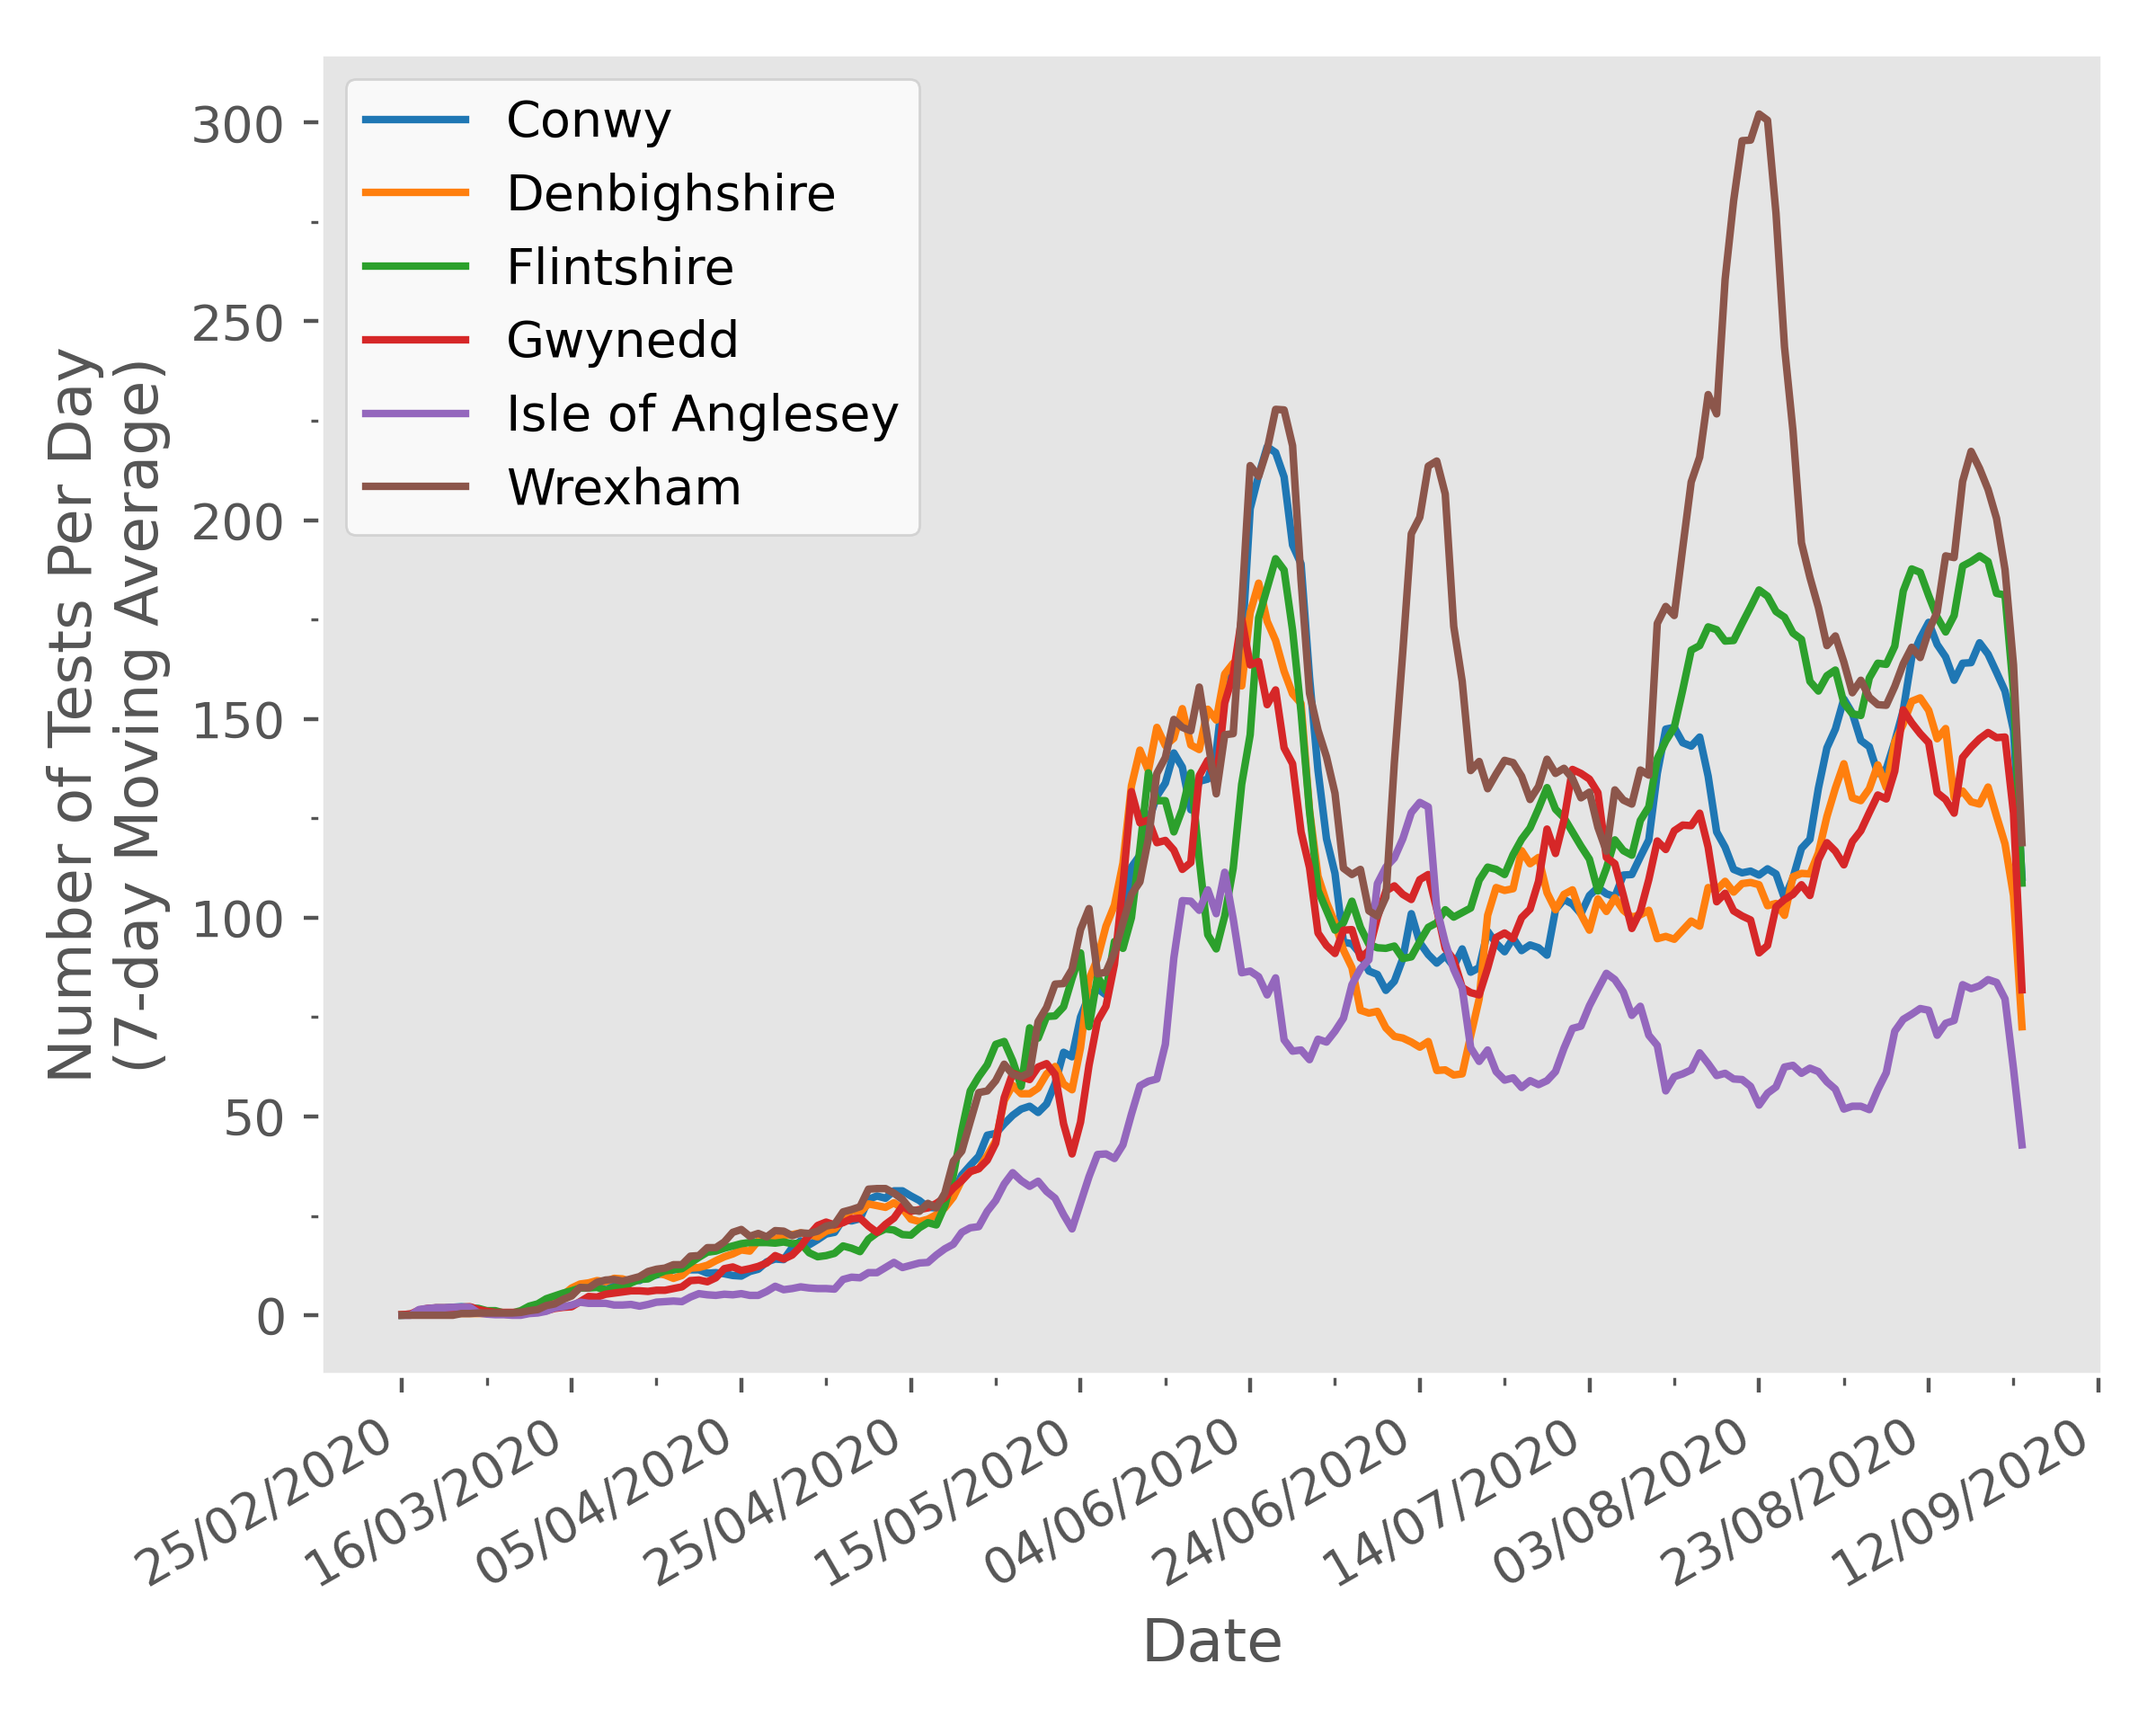 Number of Tests Per Day
(7-day Moving Average)
300
250
200
150
100
50
0
Conwy
Denbighshire
Flintshire
Gwynedd
Isle of Anglesey
Wrexham
25/02/2020
16/03/2020
05/04/2020
25/04/2020
15/05/2020
04/06/2020
24/06/2020
14/07/2020
03/08/2020
23/08/2020
12/09/2020
Date